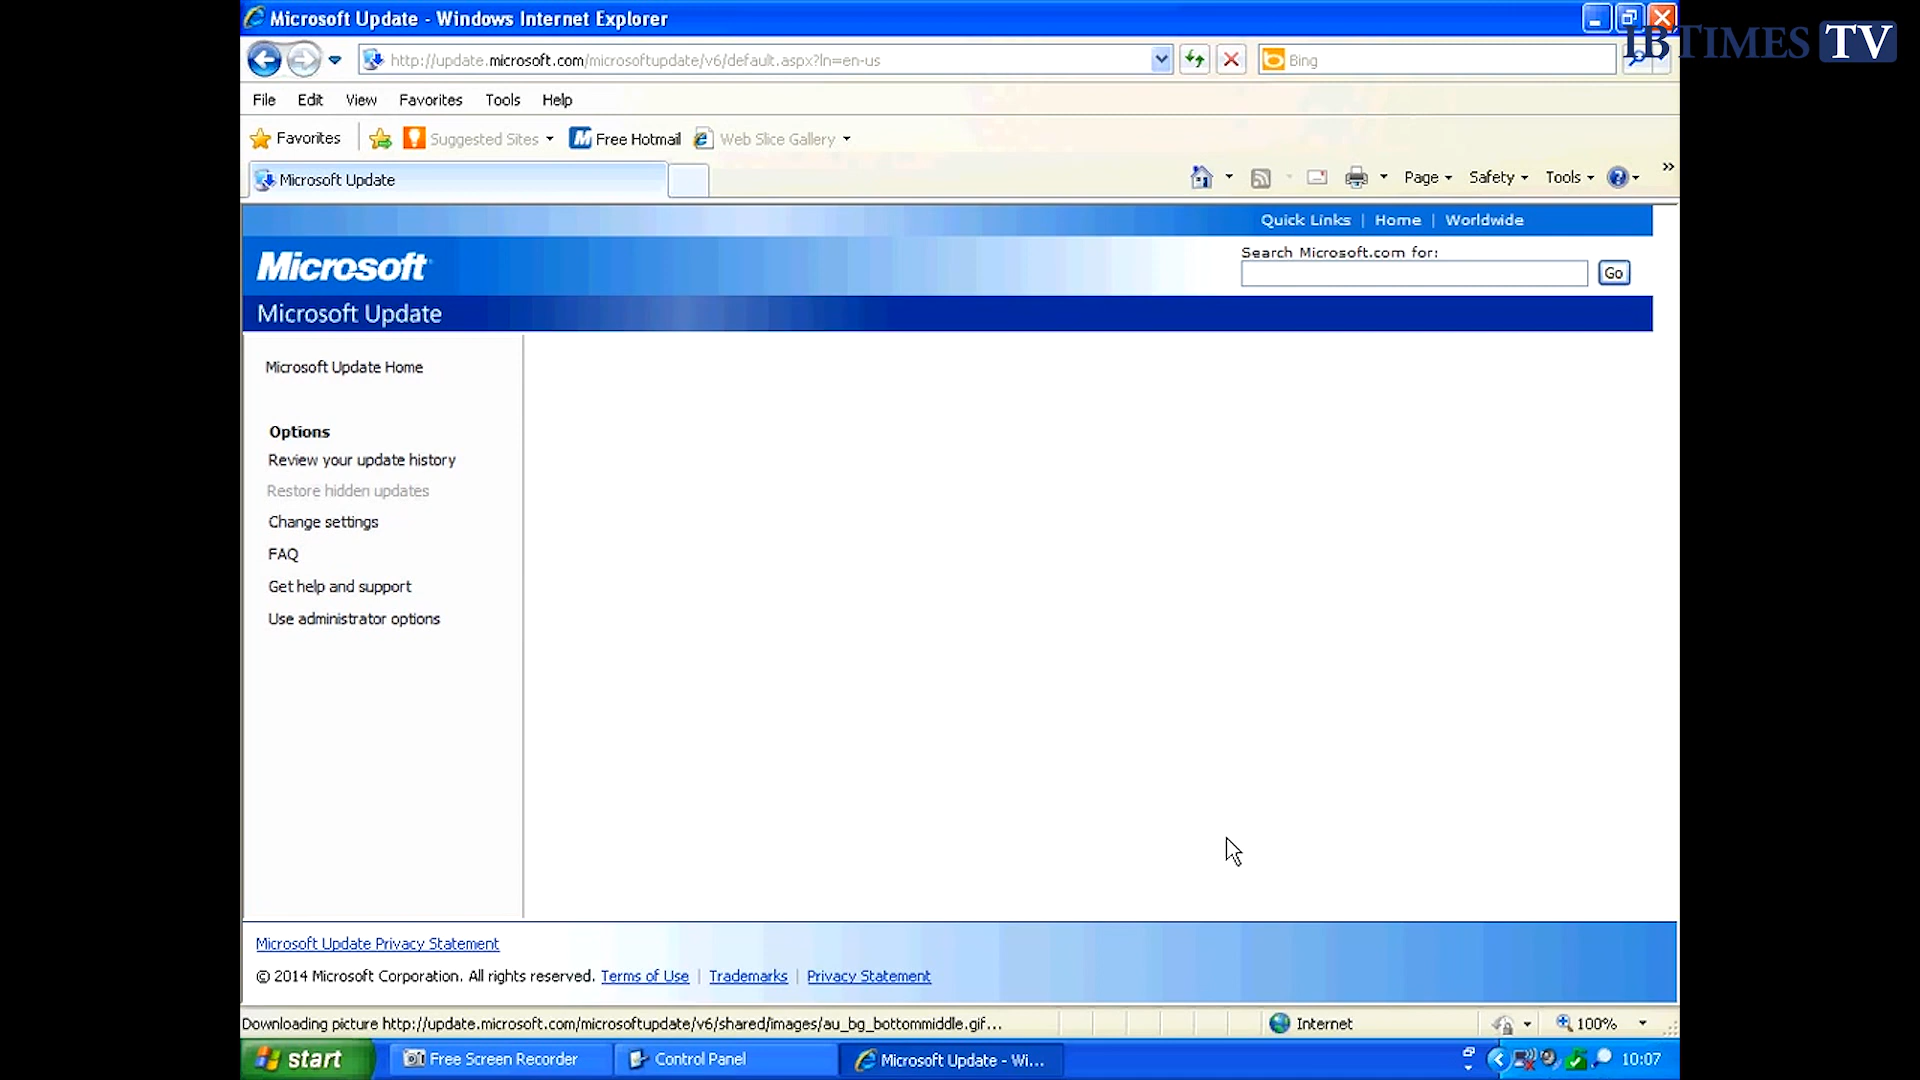 Microsoft Update - Windows Internet Explorer
IBTIMES TV
http://update.microsoft.com/microsoftupdate/v6/default.aspx?ln=en-us
Bing
File Edit View Favorites Tools Help
Favorites Suggested Sites Free Hotmail Web Slice Gallery
Microsoft Update
Page Safety Tools
Quick Links | Home | Worldwide
Microsoft
Search Microsoft.com for:
Go
Microsoft Update
Microsoft Update Home
Options
Review your update history
Restore hidden updates
Change settings
FAQ
Get help and support
Use administrator options
Microsoft Update Privacy Statement
© 2014 Microsoft Corporation. All rights reserved. Terms of Use | Trademarks | Privacy Statement
Downloading picture http://update.microsoft.com/microsoftupdate/v6/shared/images/au_bg_bottommiddle.gif...
Internet
100%
start
Free Screen Recorder
Control Panel
Microsoft Update - Wi...
10:07